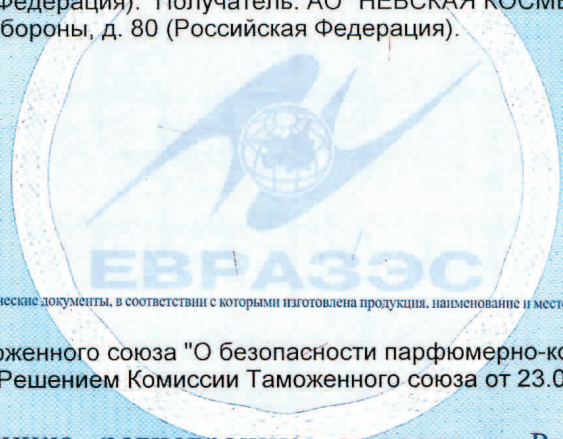 Федерация). Получатель: АО "НЕВСКАЯ КОСМЕ
бороны, д. 80 (Российская Федерация).
ЕВРАЗЭС
ческие документы, в соответствии с которыми изготовлена продукция, наименование и место
оженного союза "О безопасности парфюмерно-ко
Решением Комиссии Таможенного союза от 23.0